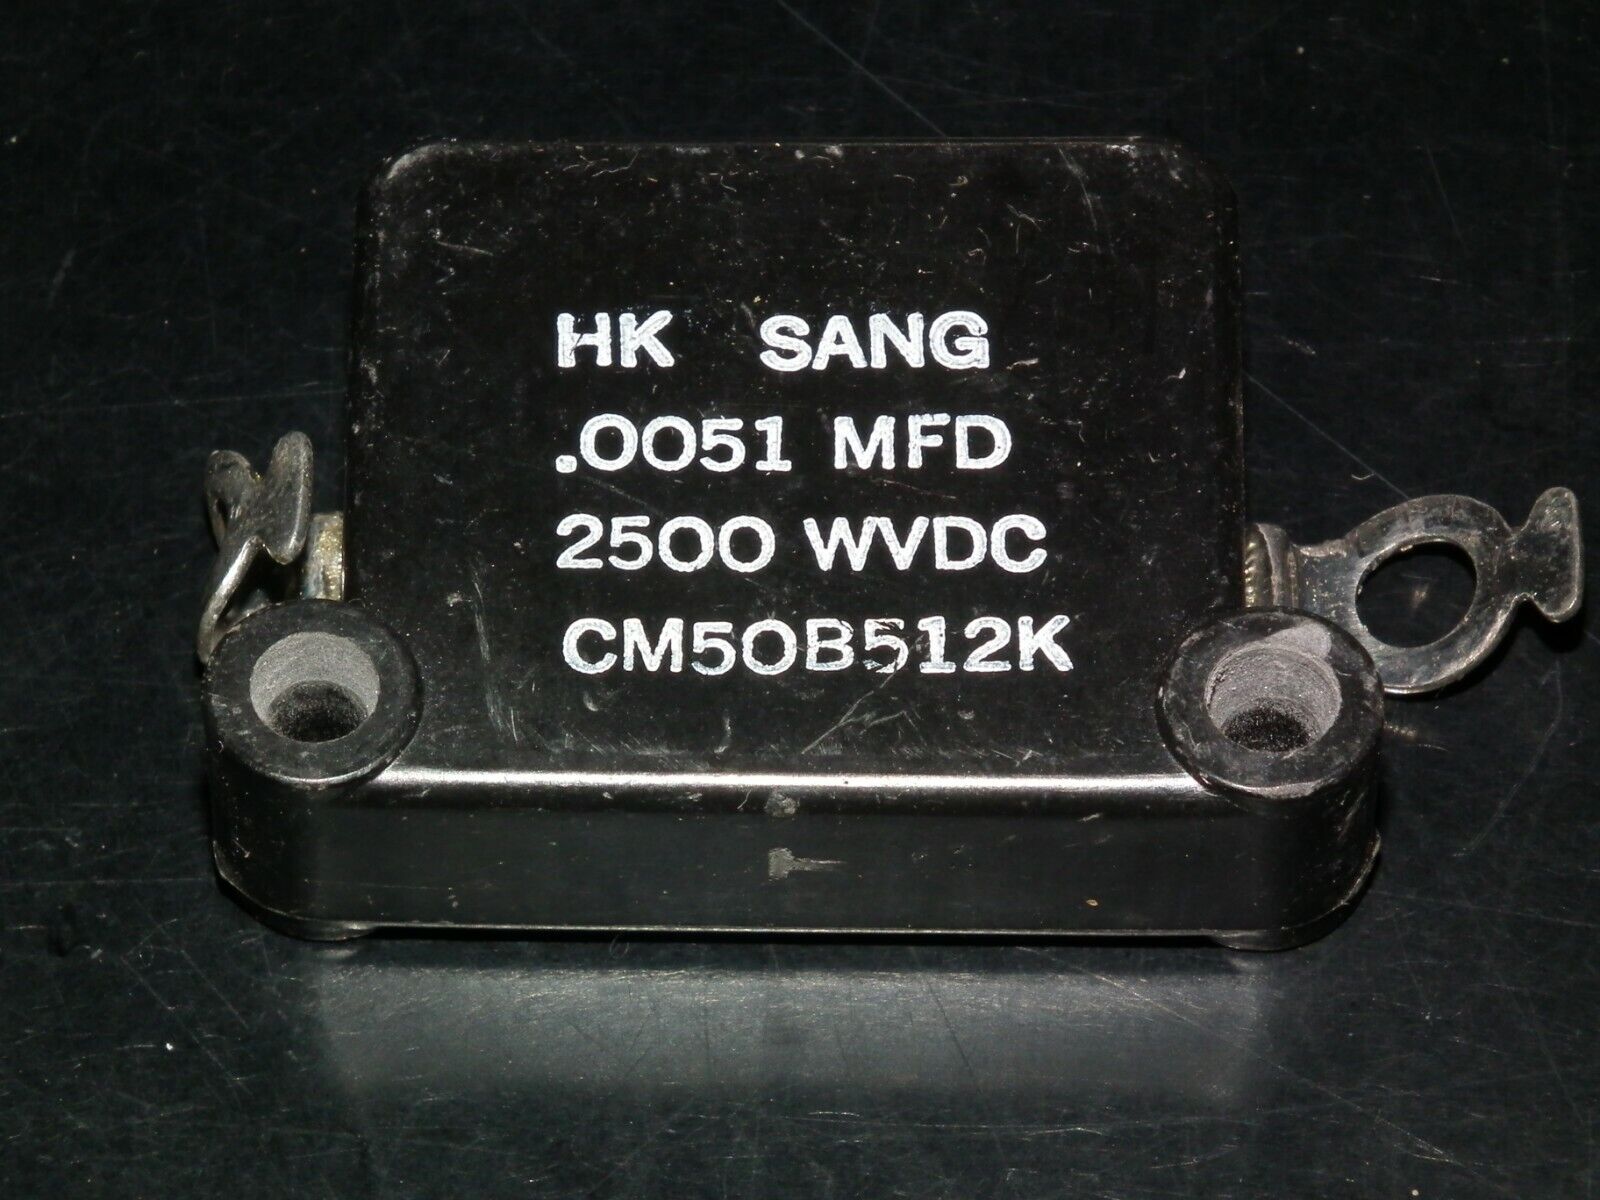 HK SANG
.0051 MFD
2500 WVDC
CM50B512K